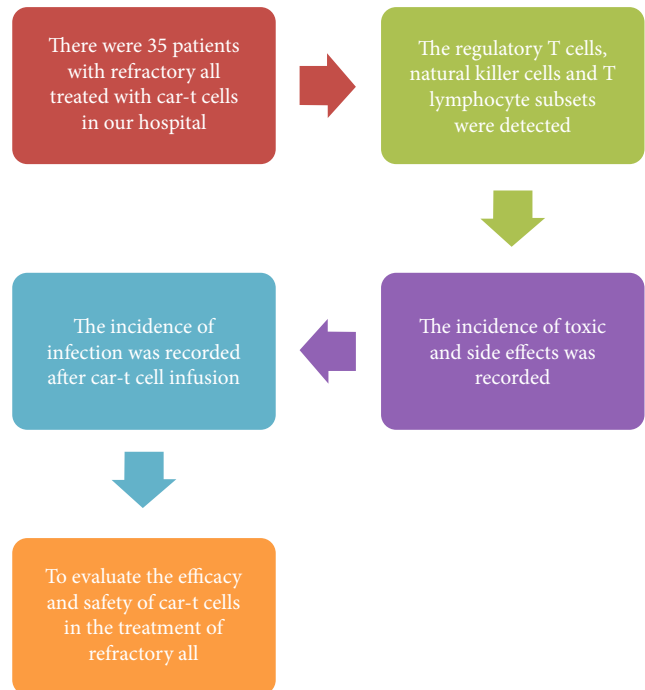 There were 35 patients
with refractory all
treated with car-t cells
in our hospital
The regulatory T cells,
natural killer cells and T
lymphocyte subsets
were detected
The incidence of toxic
and side effects was
recorded
The incidence of
infection was recorded
after car-t cell infusion
To evaluate the efficacy
and safety of car-t cells
in the treatment of
refractory all